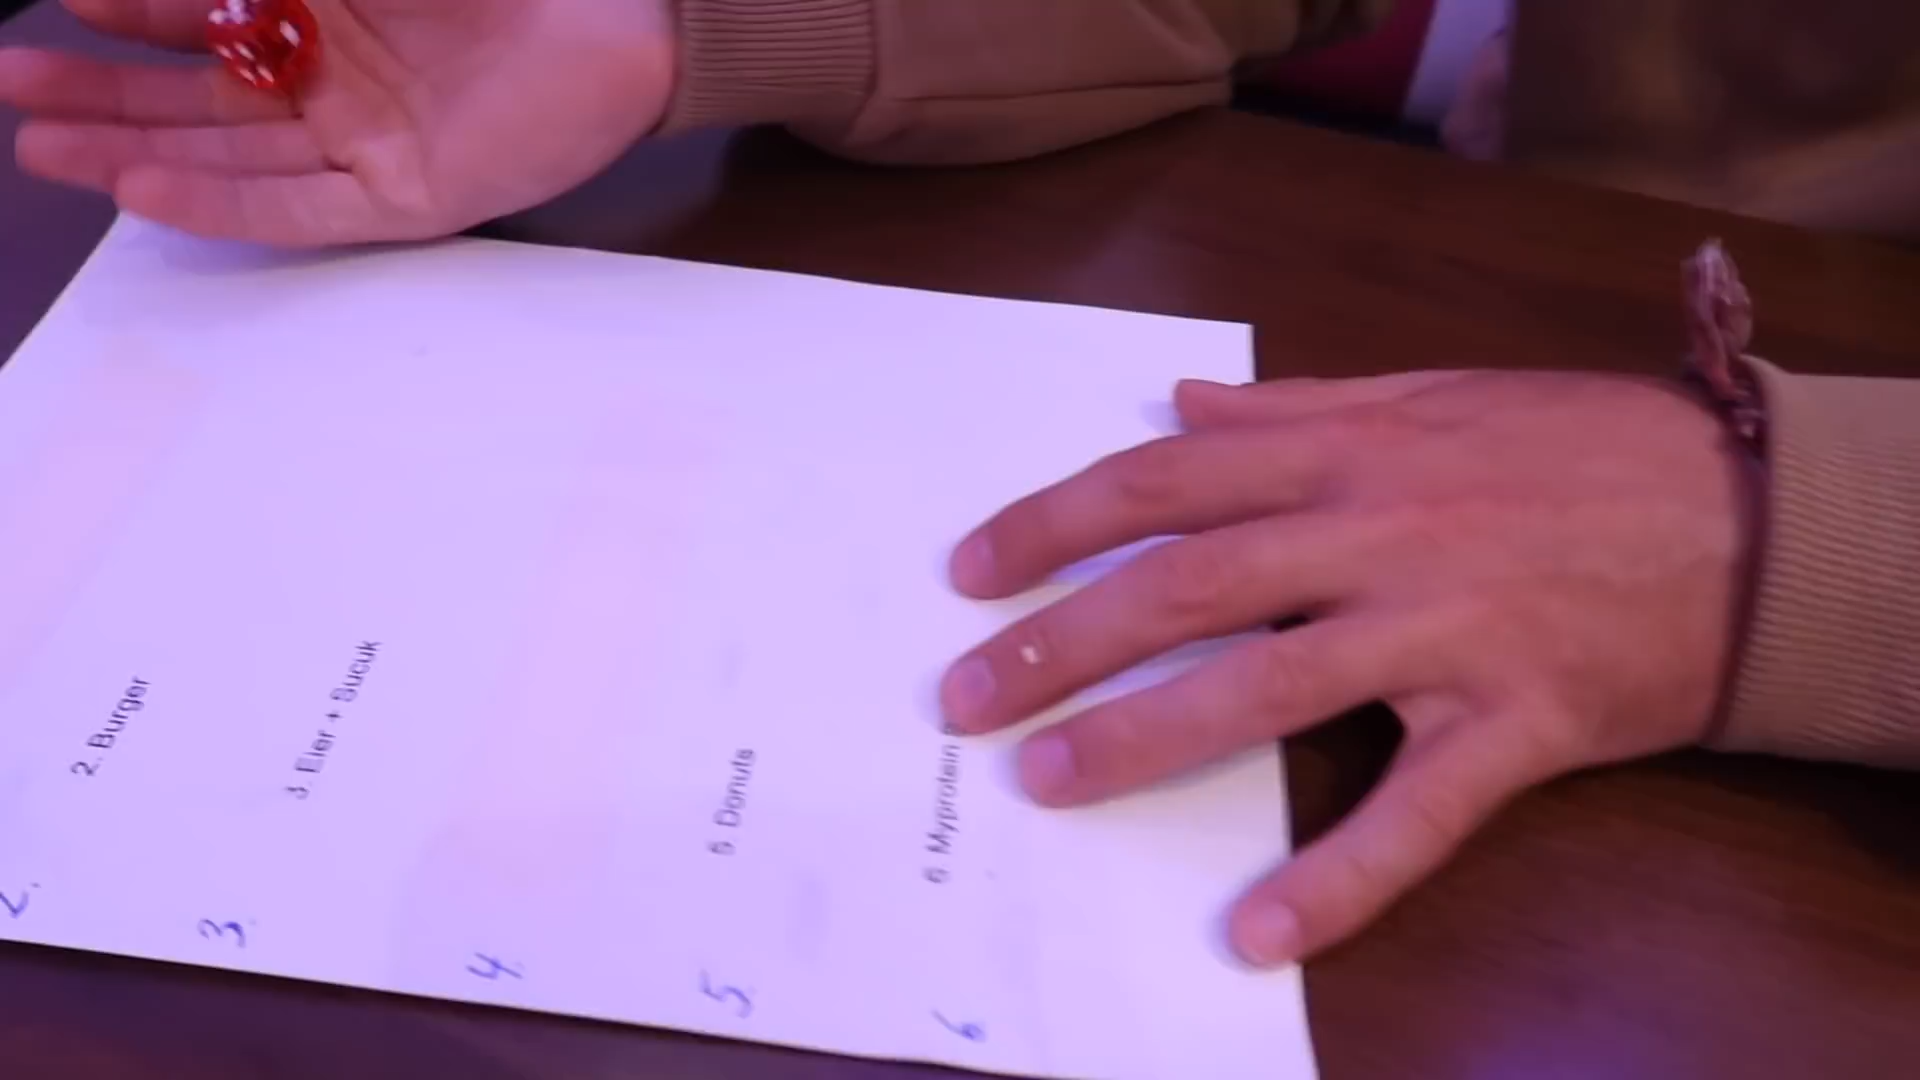 2. Burger
3. Eier + Sucuk
5 Donuts
6 Myprotein
2.
3.
4.
5.
6